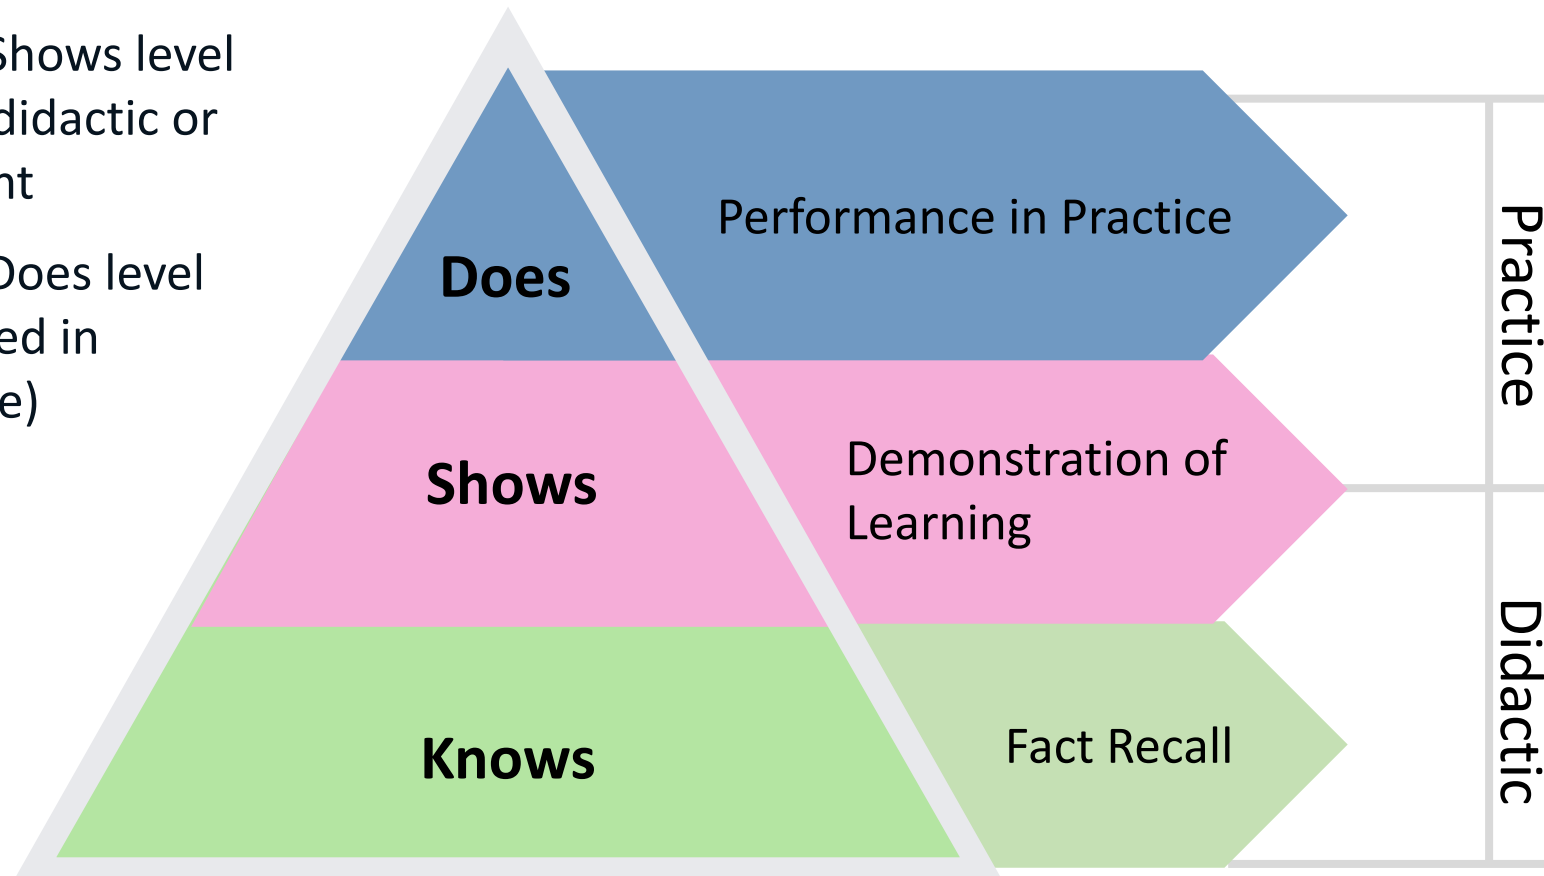 Shows level
didactic or
nt
Does level
ed in
e)
Does
Performance in Practice
Shows
Demonstration of
Learning
Knows
Fact Recall
Practice
Didactic